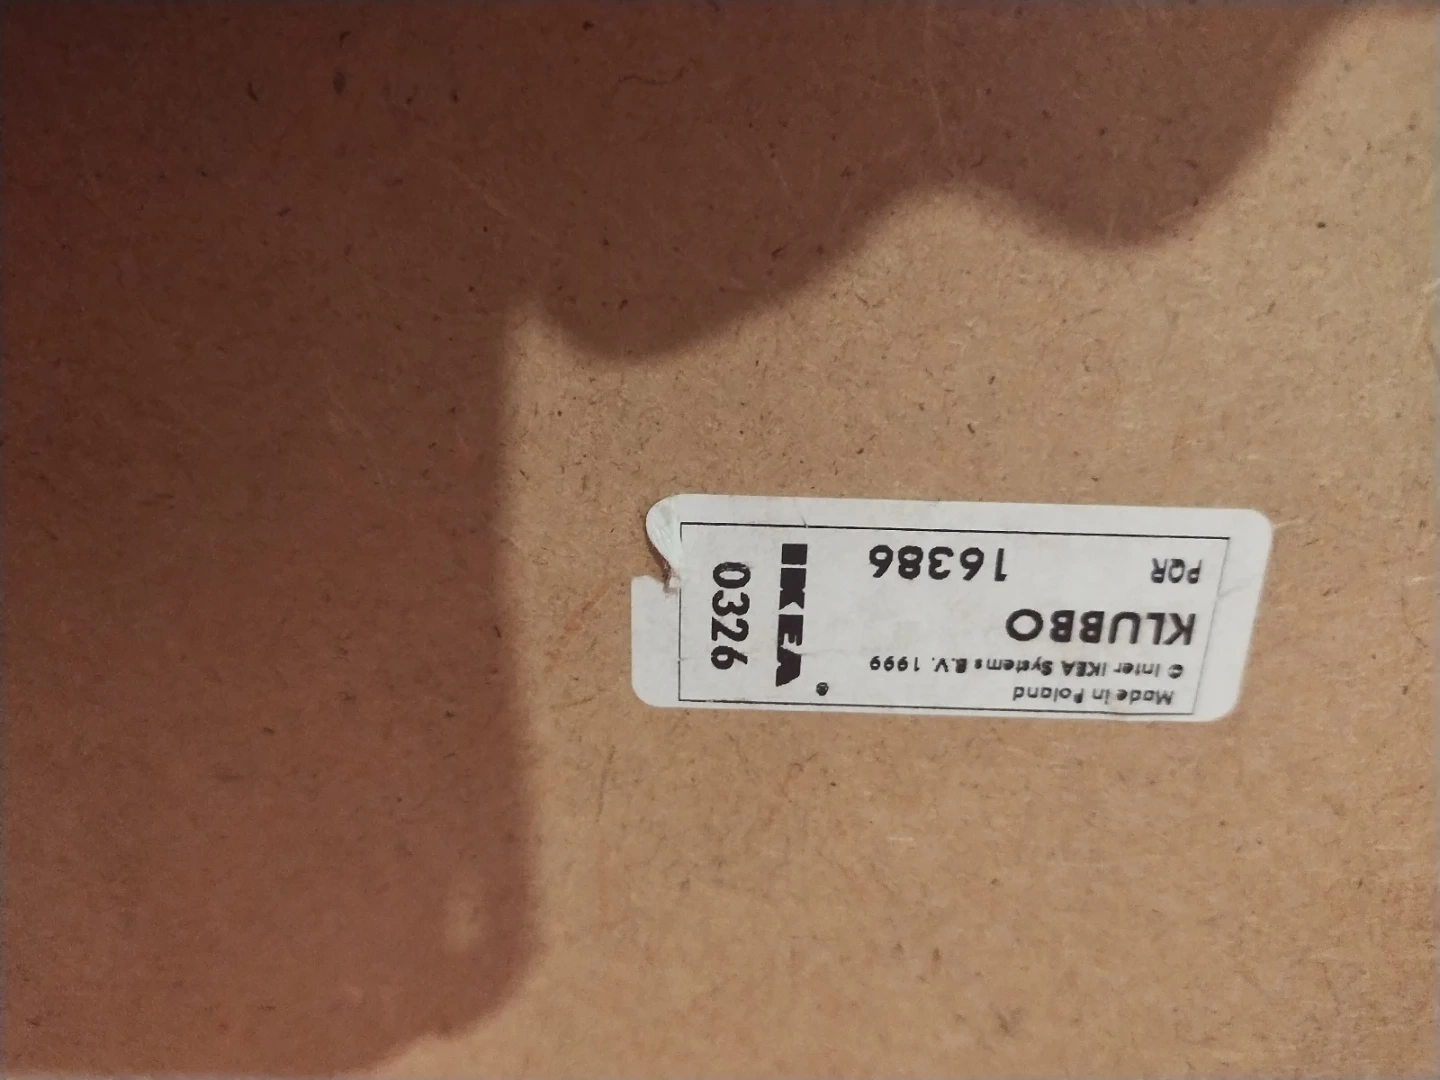 Made in Poland
© Inter IKEA Systems B.V. 1999
KLUBBO
PQR 16386
IKEA®
0326